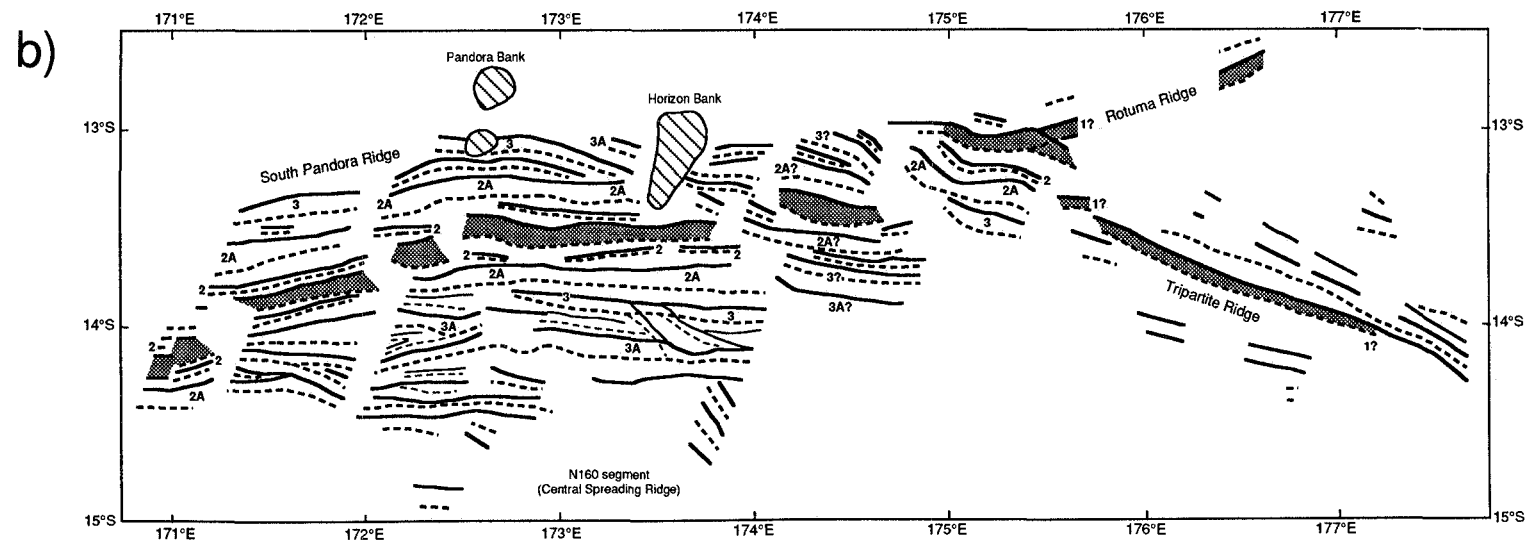 b)
171°E 172°E 173°E 174°E 175°E 176°E 177°E
Pandora Bank
Horizon Bank
Rotuma Ridge
1?
13°S 13°S
South Pandora Ridge
3
3A
3?
2A?
2A
2
2A
2A
2A
2A
3
3
1?
2
2A
2
2
2
2A
2A
2A?
3?
3A?
2
3
3
3A
3A
Tripartite Ridge
14°S 14°S
1?
2
2
2A
N160 segment
(Central Spreading Ridge)
15°S 15°S
171°E 172°E 173°E 174°E 175°E 176°E 177°E